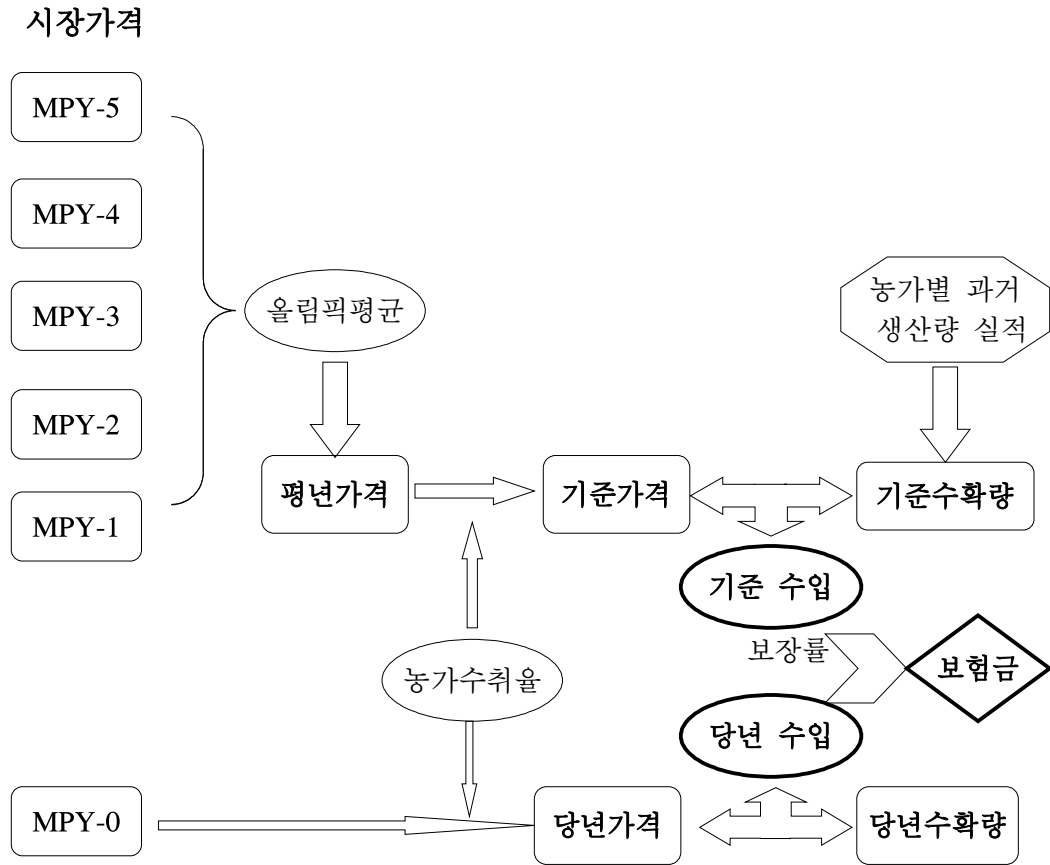 시장가격
MPY-5
MPY-4
MPY-3
MPY-2
MPY-1
올림픽평균
농가별 과거
생산량 실적
평년가격
기준가격
기준수확량
기준 수입
보장률
보험금
농가수취율
당년 수입
MPY-0
당년가격
당년수확량